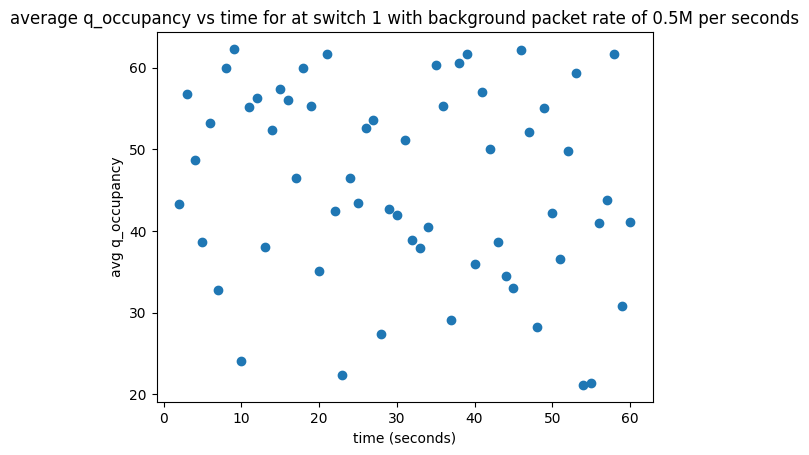 average q_occupancy vs time for at switch 1 with background packet rate of 0.5M per seconds
60
50
40
30
20
avg q_occupancy
0 10 20 30 40 50 60
time (seconds)